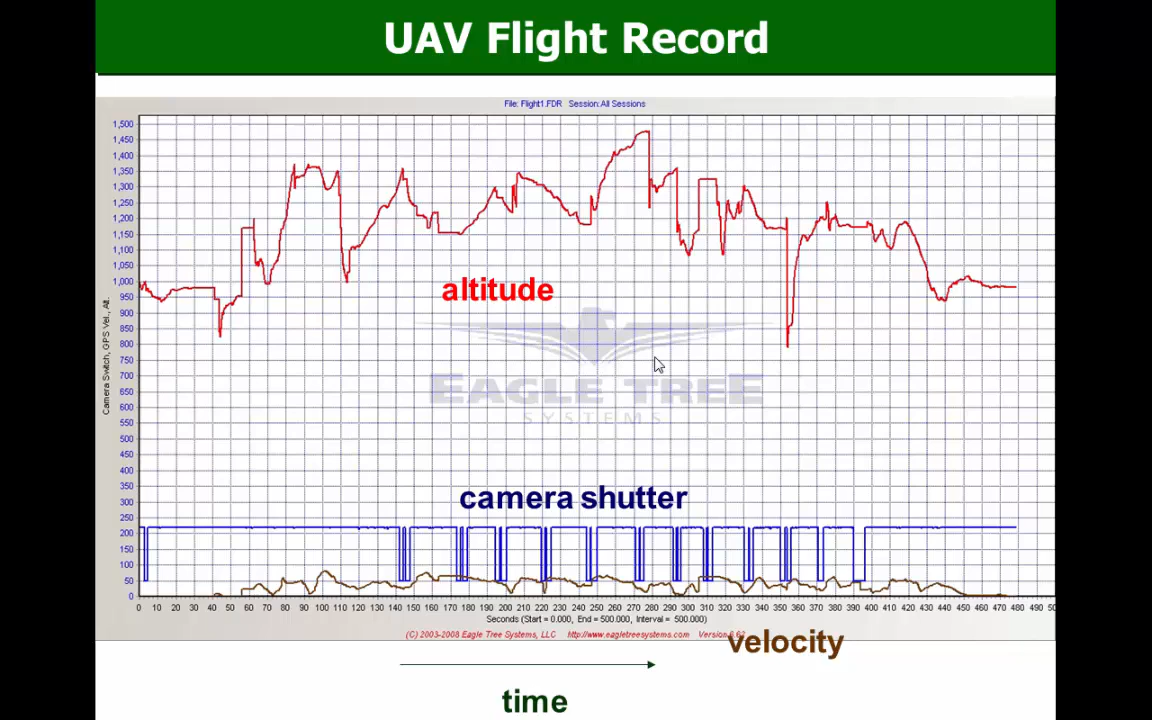 UAV Flight Record
File: Flight1.FDR Session:All Sessions
1,500
1,450
1,400
1,350
1,300
1,250
1,200
1,150
1,100
1,050
1,000
950
900
850
800
750
700
650
600
550
500
450
400
350
300
250
200
150
100
50
0
Camera Switch, GPS Vel., Alt.
altitude
EAGLE TREE
SYSTEMS
camera shutter
0 10 20 30 40 50 60 70 80 90 100 110 120 130 140 150 160 170 180 190 200 210 220 230 240 250 260 270 280 290 300 310 320 330 340 350 360 370 380 390 400 410 420 430 440 450 460 470 480 490 50
Seconds (Start = 0.000, End = 500.000, Interval = 500.000)
(C) 2003-2008 Eagle Tree Systems, LLC http://www.eagletreesystems.com Version
velocity
time